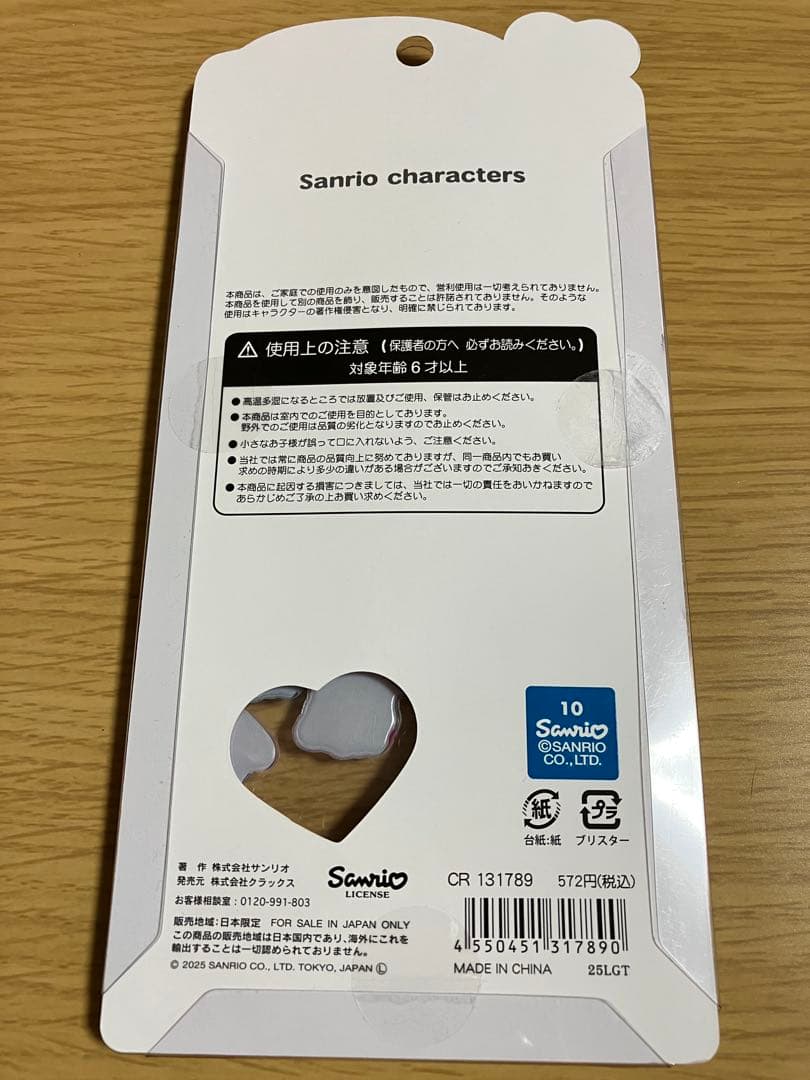 Sanrio characters
本商品は、ご家庭での使用のみを意図したもので、営利使用は一切考えられておりません。
本商品を使用して別の商品を飾り、販売することは許諾されておりません。そのような
使用はキャラクターの著作権侵害となり、明確に禁じられております。
⚠ 使用上の注意 (保護者の方へ 必ずお読みください。)
対象年齢6才以上
●高温多湿になるところでは放置及びご使用、保管はお止めください。
●本商品は室内でのご使用を目的としております。
野外でのご使用は品質の劣化となりますのでお止めください。
●小さなお子様が誤って口に入れないよう、ご注意ください。
●当社では常に商品の品質向上に努めておりますが、同一商品内でもお買い
求めの時期により多少の違いがある場合がございますのでご承知おきください。
●本商品に起因する損害につきましては、当社では一切の責任をおいかねますので
あらかじめご了承の上お買い求めください。
10
Sanrio
©SANRIO
CO.,LTD.
紙 プラ
台紙:紙 ブリスター
著 作 株式会社サンリオ
発売元 株式会社クラックス
Sanrio
LICENSE
CR 131789 572円(税込)
お客様相談室:0120-991-803
販売地域:日本限定 FOR SALE IN JAPAN ONLY
この商品の販売地域は日本国内であり、海外にこれを
輸出することは一切認められておりません。
© 2025 SANRIO CO., LTD. TOKYO, JAPAN Ⓛ
4 550451 317890
MADE IN CHINA 25LGT